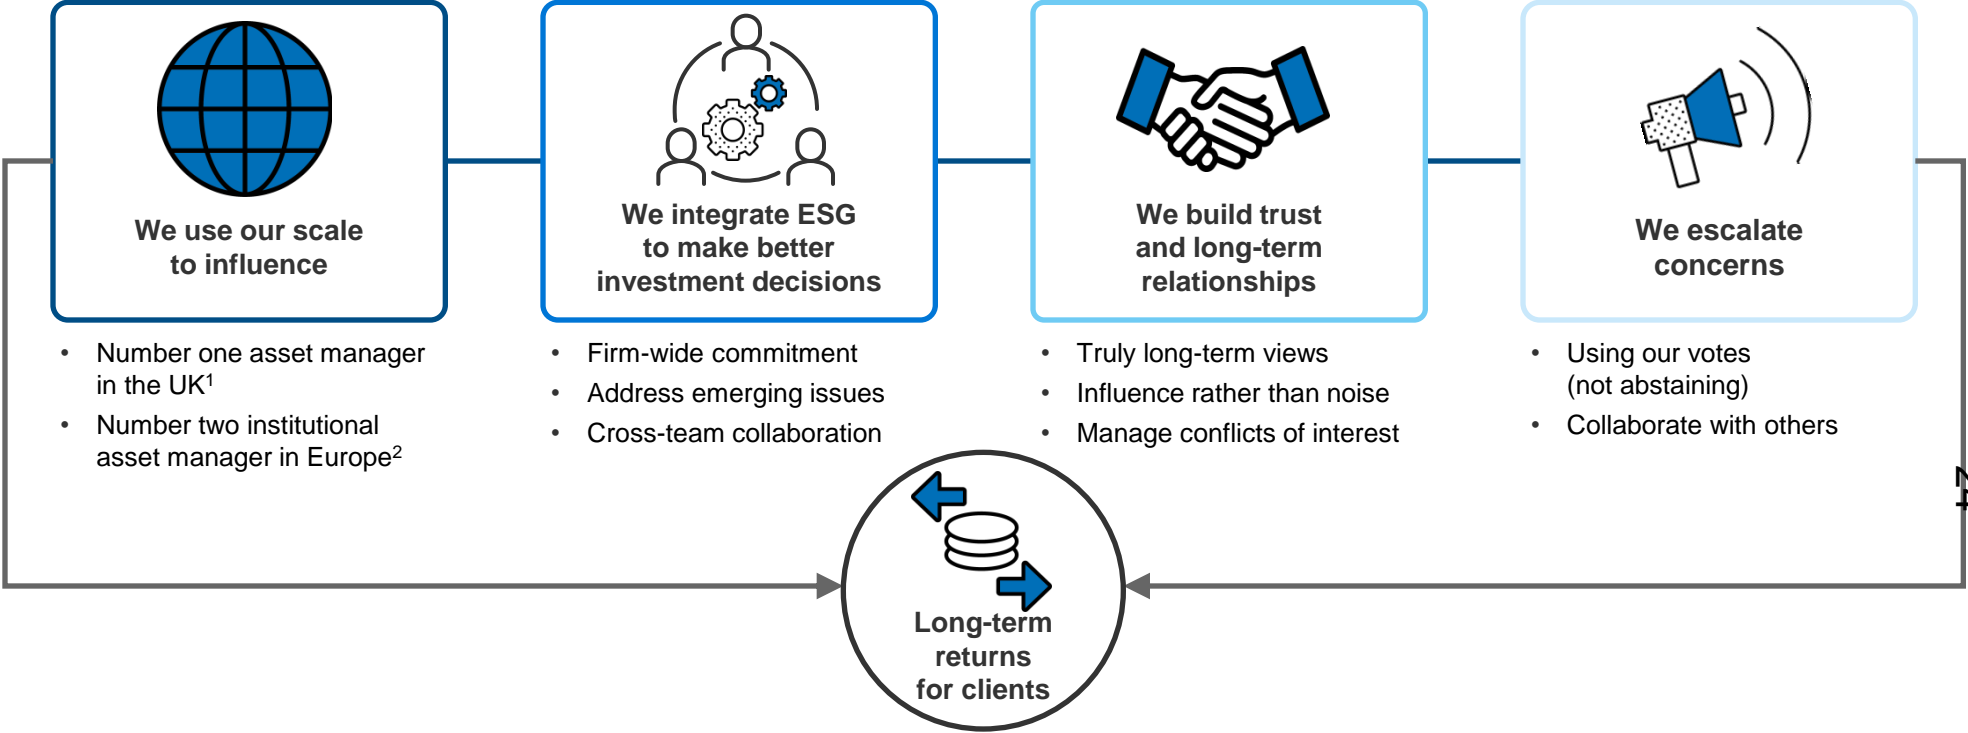 We use our scale
to influence
We integrate ESG
to make better
investment decisions
We build trust
and long-term
relationships
We escalate
concerns
• Number one asset manager
in the UK1
• Number two institutional
asset manager in Europe2
• Firm-wide commitment
• Address emerging issues
• Cross-team collaboration
• Truly long-term views
• Influence rather than noise
• Manage conflicts of interest
• Using our votes
(not abstaining)
• Collaborate with others
Long-term
returns
for clients